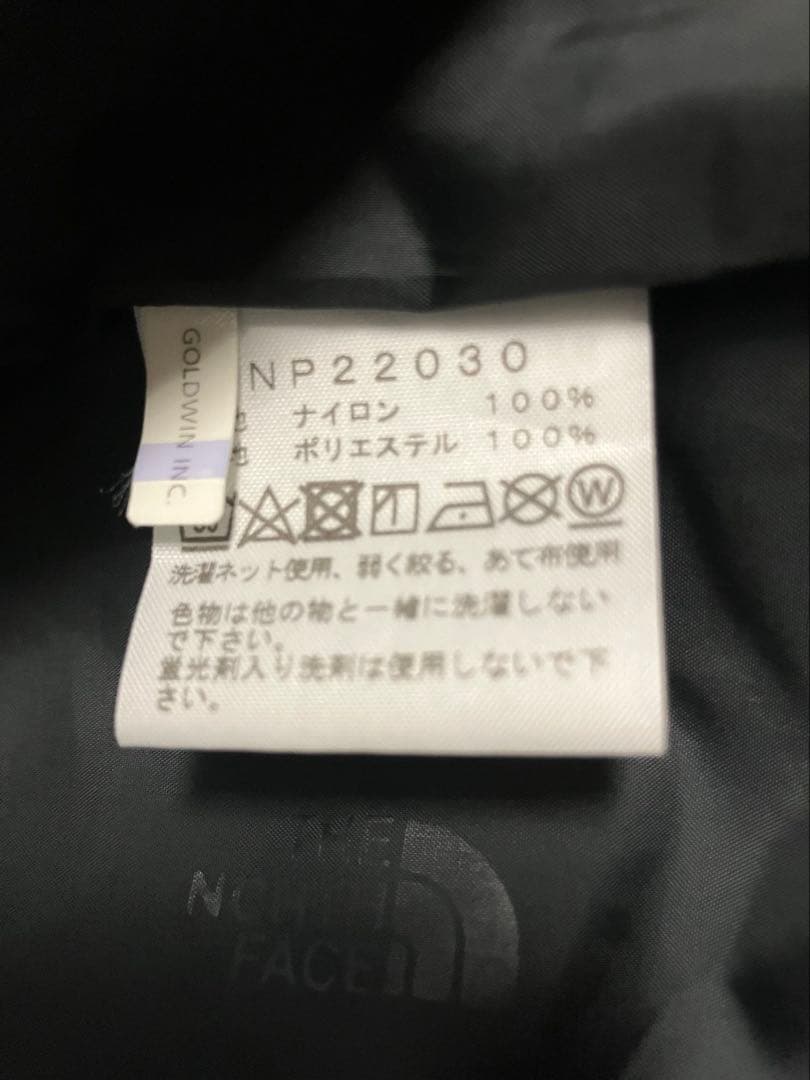 GOLDWIN INC.
NP22030
地 ナイロン 100%
地 ポリエステル 100%
W
洗濯ネット使用、弱く絞る、あて布使用
色物は他の物と一緒に洗濯しない
で下さい。
蛍光剤入り洗剤は使用しないで下
さい。
THE
NORTH
FACE